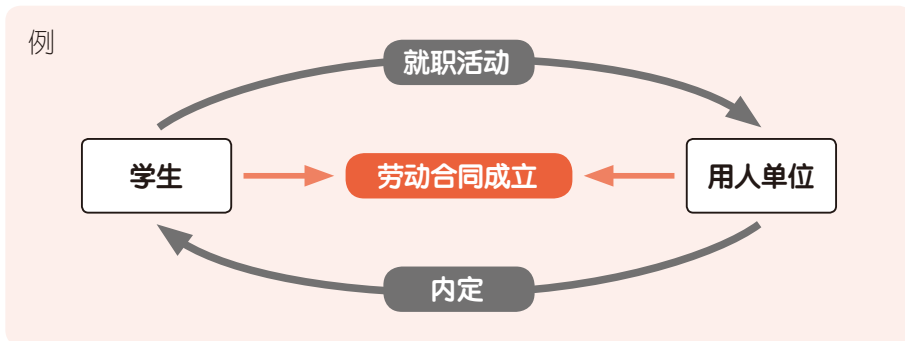 例
就职活动
学生
劳动合同成立
用人单位
内定